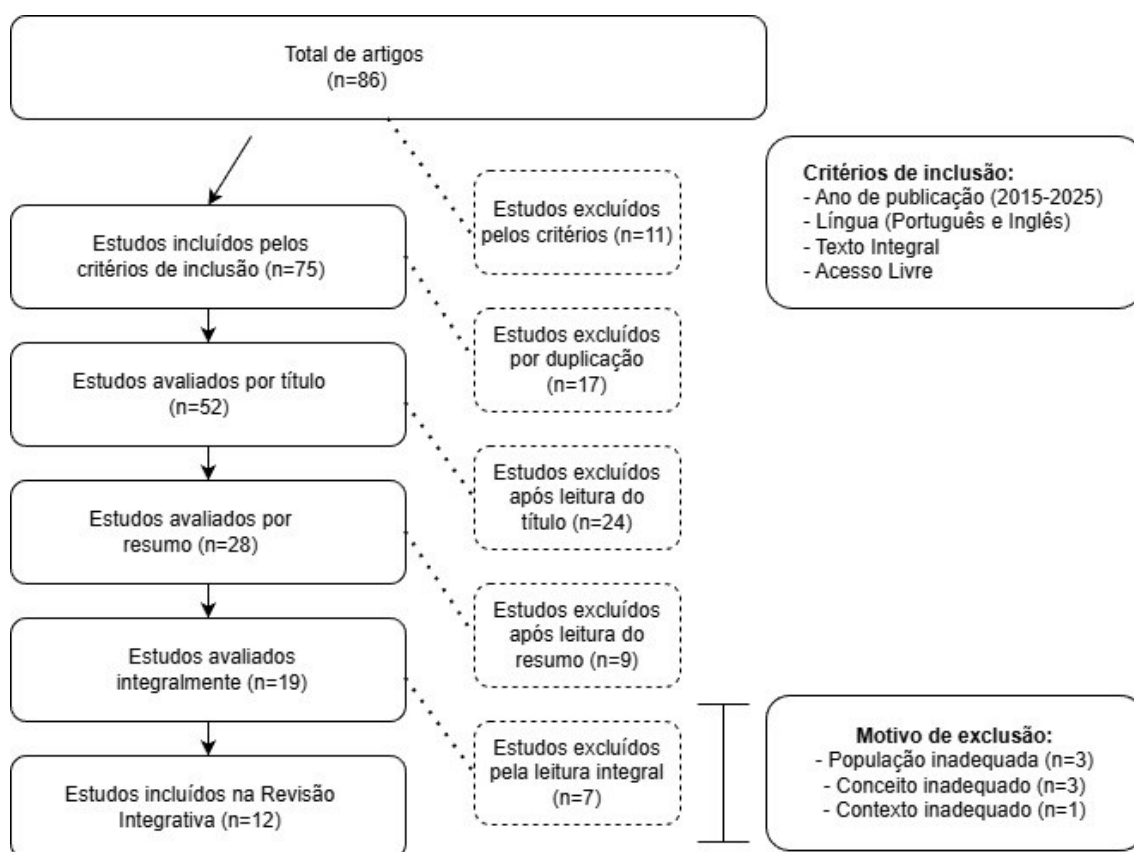 Total de artigos
(n=86)
Estudos excluídos
pelos critérios (n=11)
Critérios de inclusão:
- Ano de publicação (2015-2025)
- Língua (Português e Inglês)
- Texto Integral
- Acesso Livre
Estudos incluídos pelos
critérios de inclusão (n=75)
Estudos excluídos
por duplicação
(n=17)
Estudos avaliados por título
(n=52)
Estudos excluídos
após leitura do
título (n=24)
Estudos avaliados por
resumo (n=28)
Estudos excluídos
após leitura do
resumo (n=9)
Estudos avaliados
integralmente (n=19)
Estudos excluídos
pela leitura integral
(n=7)
Motivo de exclusão:
- População inadequada (n=3)
- Conceito inadequado (n=3)
- Contexto inadequado (n=1)
Estudos incluídos na Revisão
Integrativa (n=12)